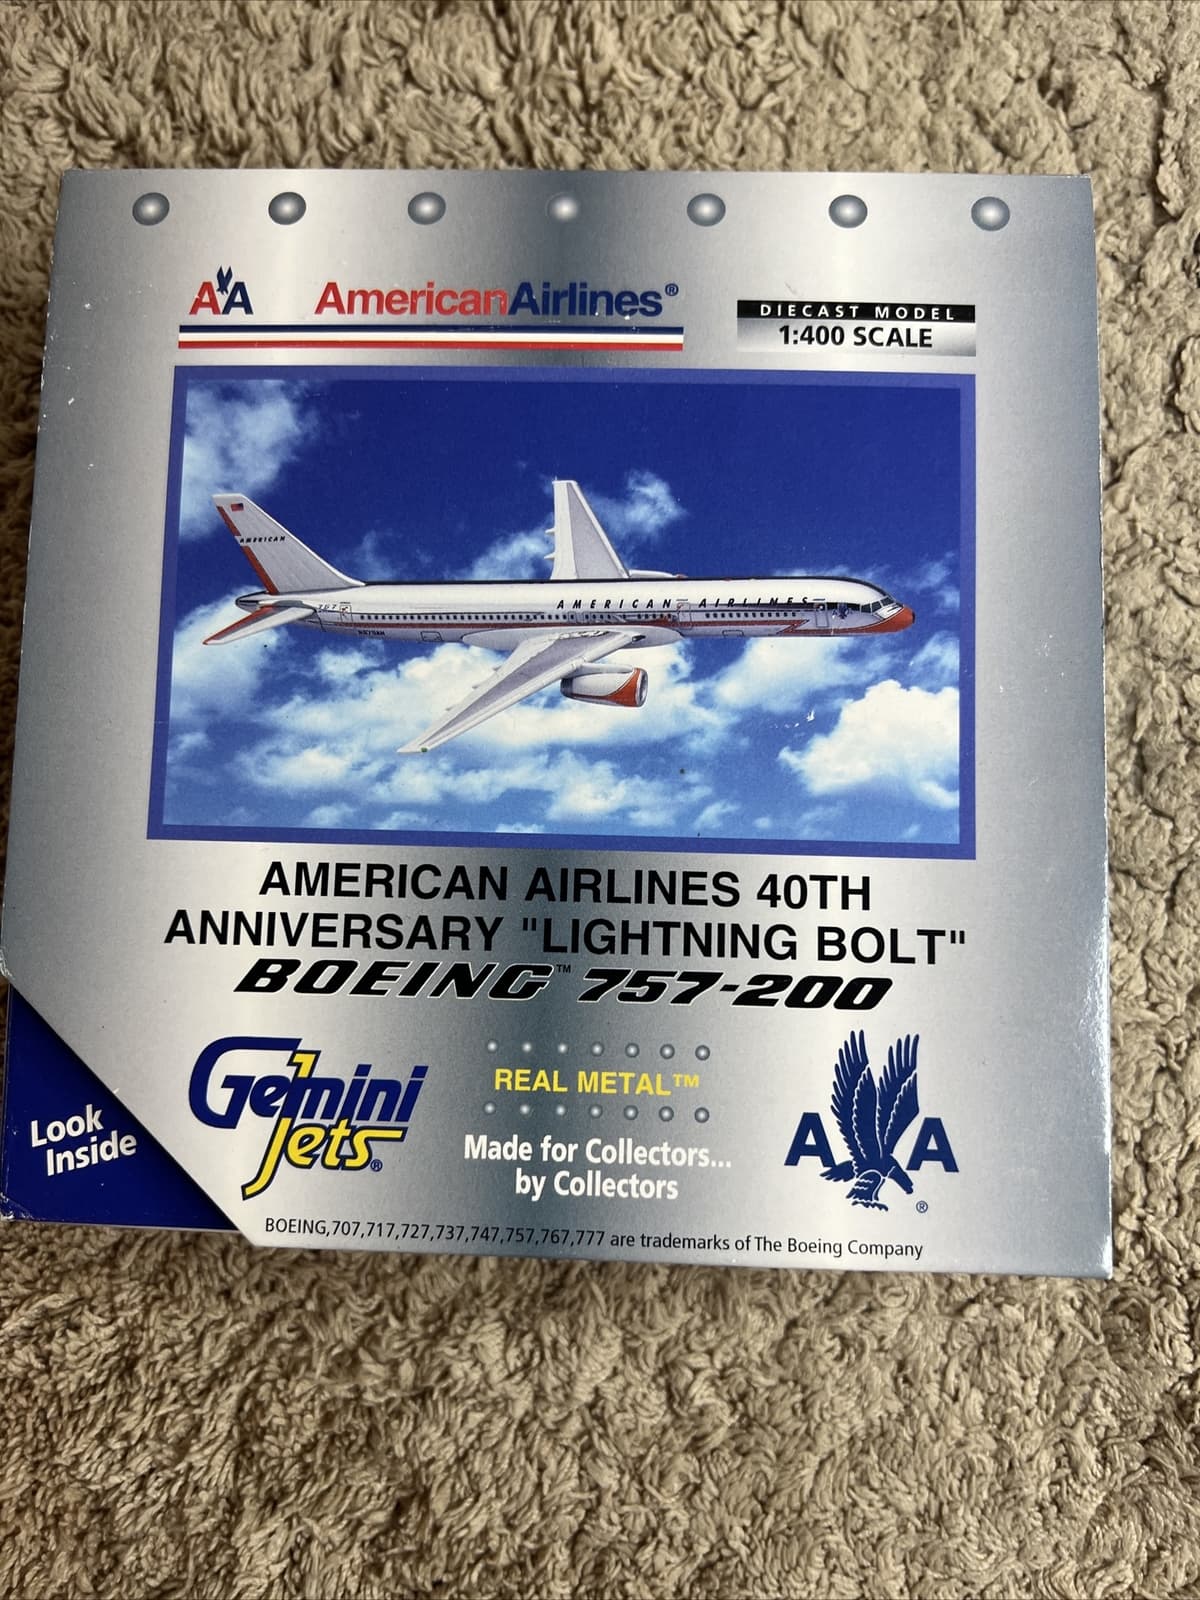 AA AmericanAirlines®
DIECAST MODEL
1:400 SCALE
AMERICAN
AMERICAN AIRLINES
757
AMERICAN AIRLINES 40TH
ANNIVERSARY "LIGHTNING BOLT"
BOEING™ 757-200
Gemini
Jets®
REAL METAL™
Made for Collectors...
by Collectors
AA®
Look
Inside
BOEING,707,717,727,737,747,757,767,777 are trademarks of The Boeing Company